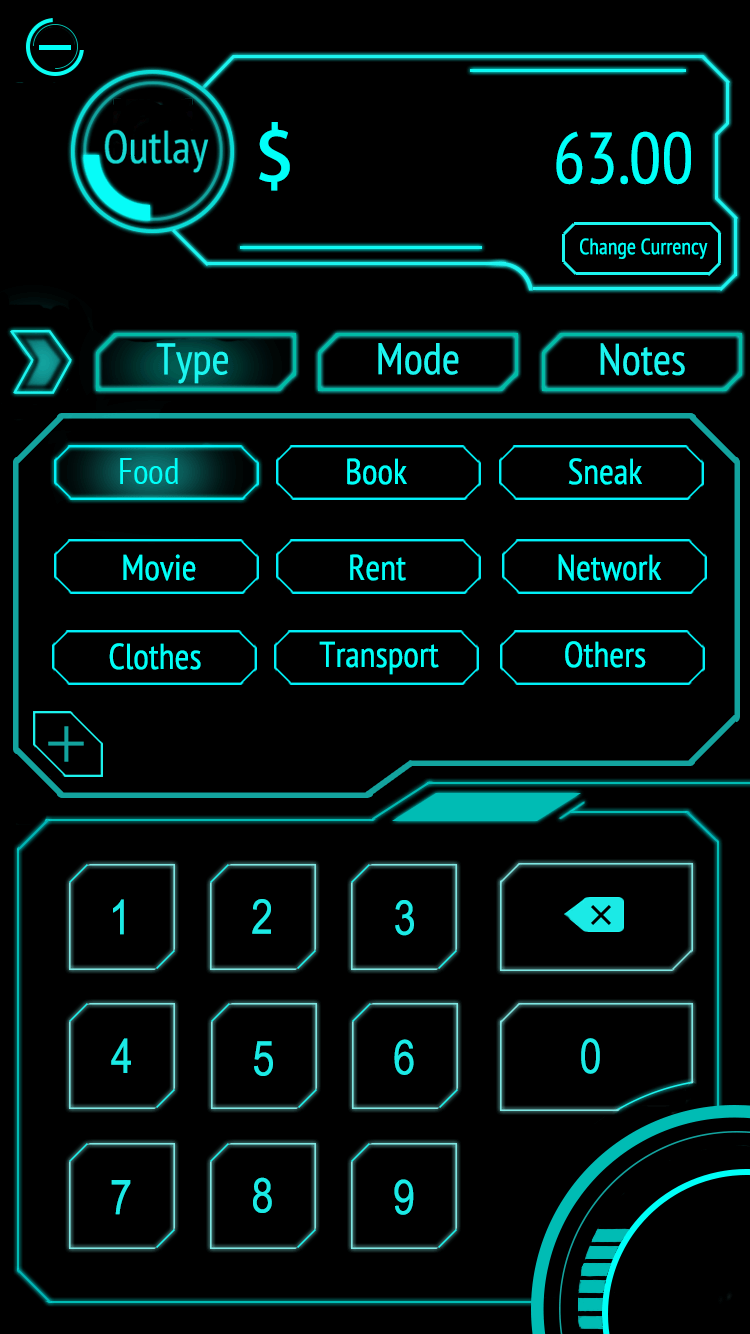 Outlay $ 63.00
Change Currency
Type Mode Notes
Food Book Sneak
Movie Rent Network
Clothes Transport Others
1 2 3
4 5 6 0
7 8 9